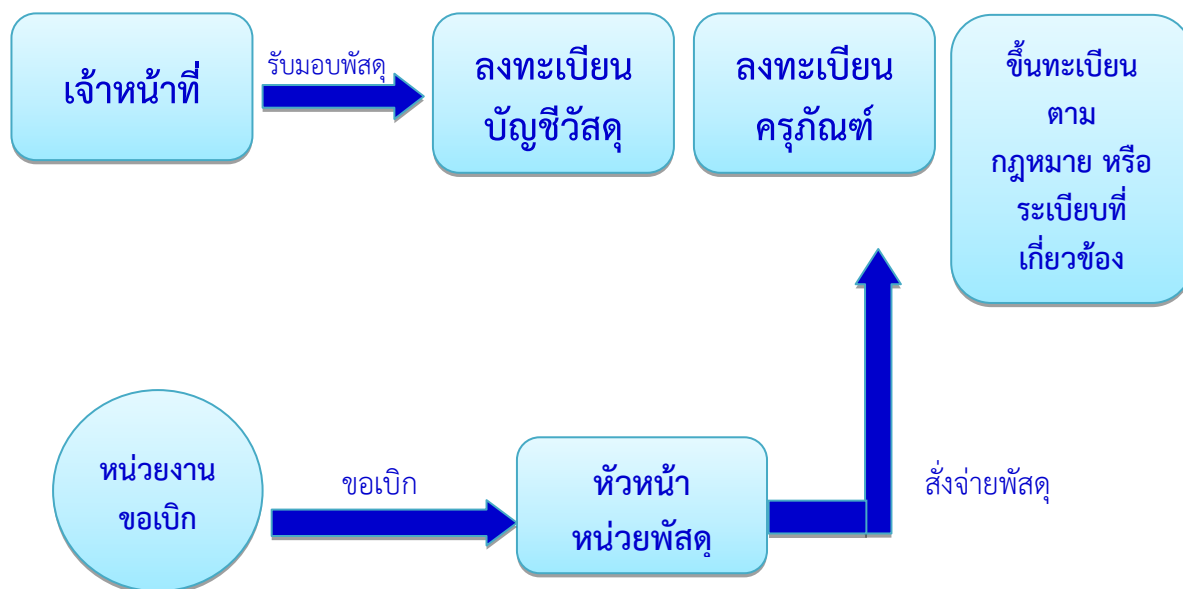 เจ้าหน้าที่
รับมอบพัสดุ
ลงทะเบียน
บัญชีวัสดุ
ลงทะเบียน
ครุภัณฑ์
ขึ้นทะเบียน
ตาม
กฎหมาย หรือ
ระเบียบที่
เกี่ยวข้อง
หน่วยงาน
ขอเบิก
ขอเบิก
หัวหน้า
หน่วยพัสดุ
สั่งจ่ายพัสดุ